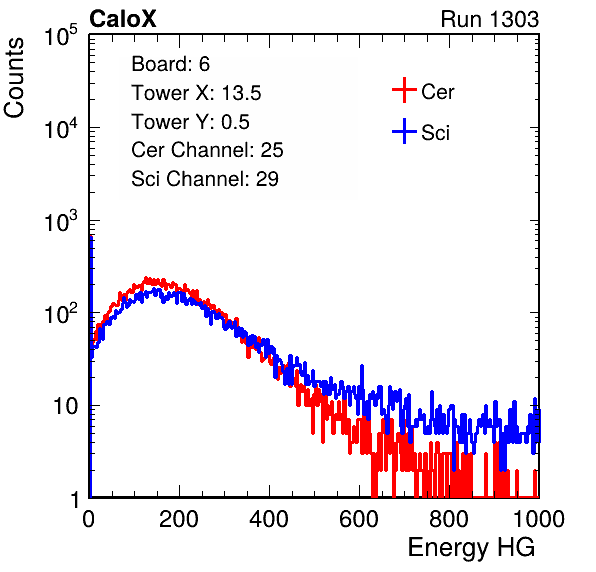 CaloX Run 1303
Counts
10^5
10^4
10^3
10^2
10
1
Board: 6
Tower X: 13.5
Tower Y: 0.5
Cer Channel: 25
Sci Channel: 29
Cer
Sci
0 200 400 600 800 1000
Energy HG